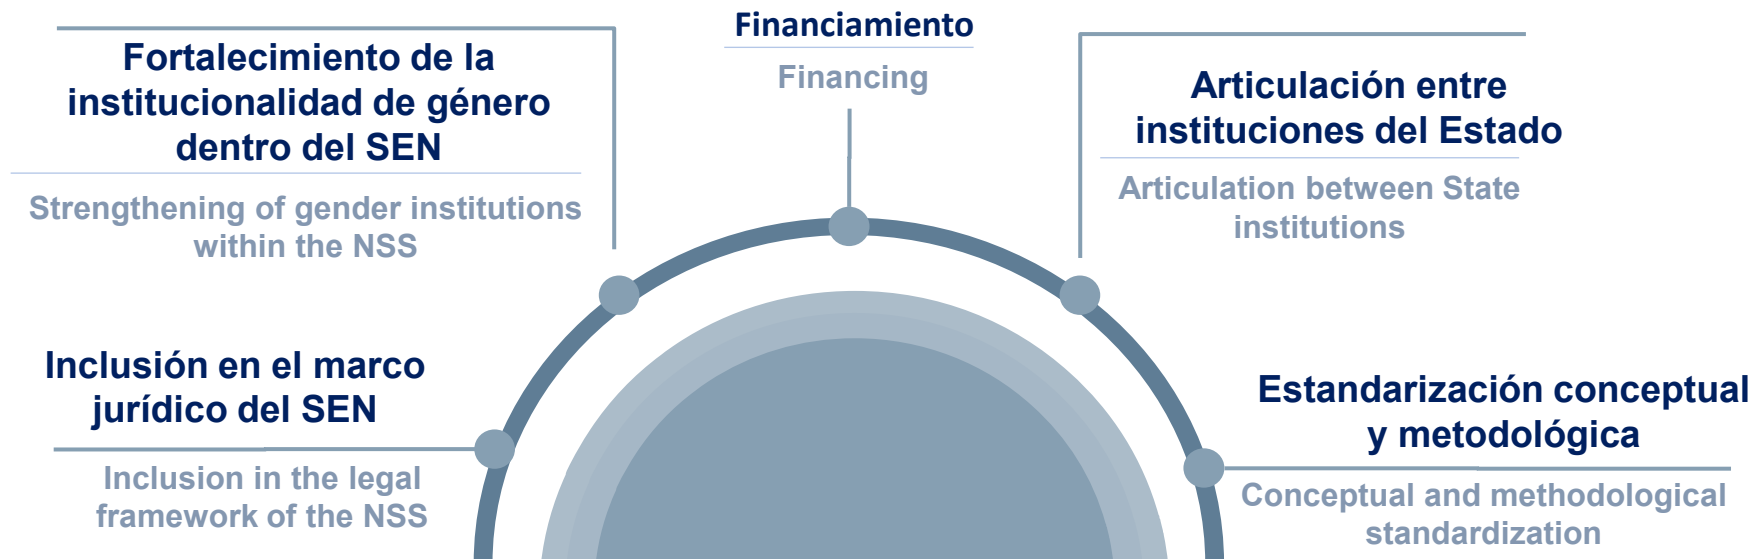 Fortalecimiento de la
institucionalidad de género
dentro del SEN
Strengthening of gender institutions
within the NSS
Financiamiento
Financing
Articulación entre
instituciones del Estado
Articulation between State
institutions
Inclusión en el marco
jurídico del SEN
Inclusion in the legal
framework of the NSS
Estandarización conceptual
y metodológica
Conceptual and methodological
standardization